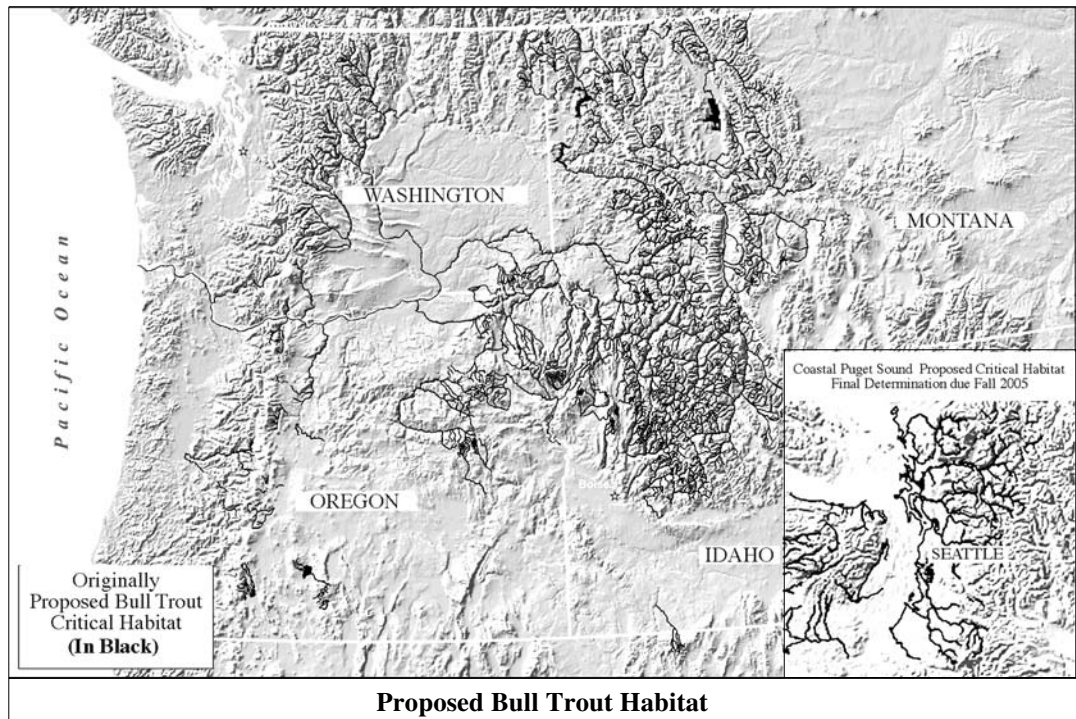 WASHINGTON
MONTANA
Pacific Ocean
OREGON
Boise
IDAHO
Originally
Proposed Bull Trout
Critical Habitat
(In Black)
Coastal Puget Sound Proposed Critical Habitat
Final Determination due Fall 2005
SEATTLE
Proposed Bull Trout Habitat